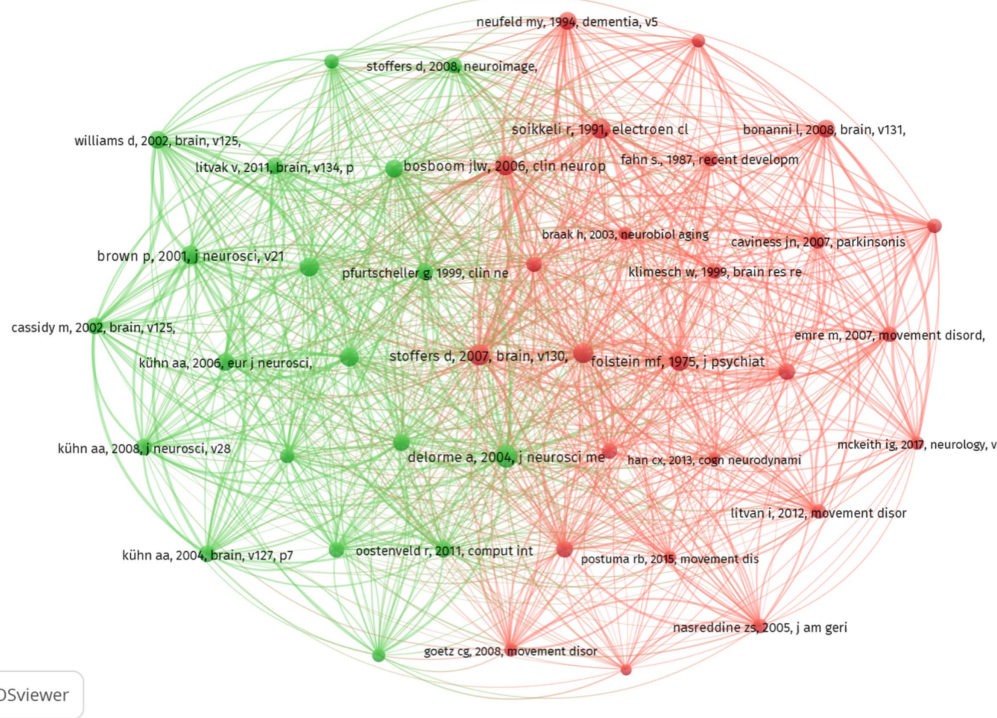 neufeld my, 1994, dementia, v5
stoffers d, 2008, neuroimage,
soikkeli r, 1991, electroen cl
bonanni l, 2008, brain, v131,
williams d, 2002, brain, v125,
fahn s., 1987, recent developm
litvak v, 2011, brain, v134, p
bosboom jlw, 2006, clin neurop
braak h, 2003, neurobiol aging
caviness jn, 2007, parkinsonis
brown p, 2001, j neurosci, v21
pfurtscheller g, 1999, clin ne
klimesch w, 1999, brain res re
cassidy m, 2002, brain, v125,
emre m, 2007, movement disord,
stoffers d, 2007, brain, v130,
folstein mf, 1975, j psychiat
kühn aa, 2006, eur j neurosci,
mckeith ig, 2017, neurology, v
kühn aa, 2008, j neurosci, v28
delorme a, 2004, j neurosci me
han cx, 2013, cogn neurodynami
litvan i, 2012, movement disor
oostenveld r, 2011, comput int
kühn aa, 2004, brain, v127, p7
postuma rb, 2015, movement dis
nasreddine zs, 2005, j am geri
goetz cg, 2008, movement disor
OSviewer